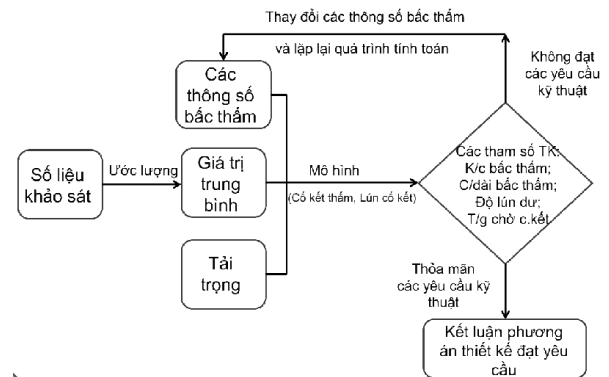 Thay đổi các thông số bấc thấm
và lặp lại quá trình tính toán
Không đạt
các yêu cầu
kỹ thuật
Các
thông số
bấc thấm
Số liệu
khảo sát
Ước lượng
Giá trị
trung
bình
Mô hình
(Cố kết thấm, Lún cố kết)
Các tham số TK:
K/c bấc thấm;
C/dài bấc thấm;
Độ lún dư;
T/g chờ c.kết
Tải
trọng
Thỏa mãn
các yêu cầu kỹ
thuật
Kết luận phương
án thiết kế đạt yêu
cầu